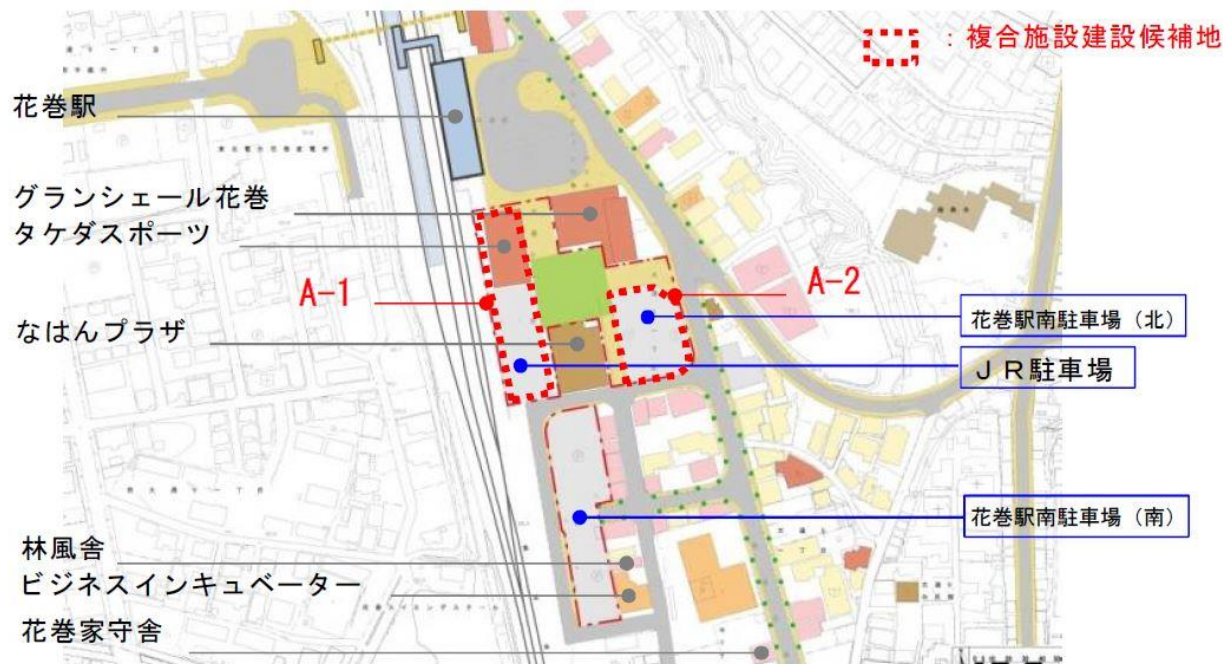 ：複合施設建設候補地
花巻駅
グランシェール花巻
タケダスポーツ
A-1
A-2
なはんプラザ
花巻駅南駐車場（北）
ＪＲ駐車場
花巻駅南駐車場（南）
林風舎
ビジネスインキュベーター
花巻家守舎